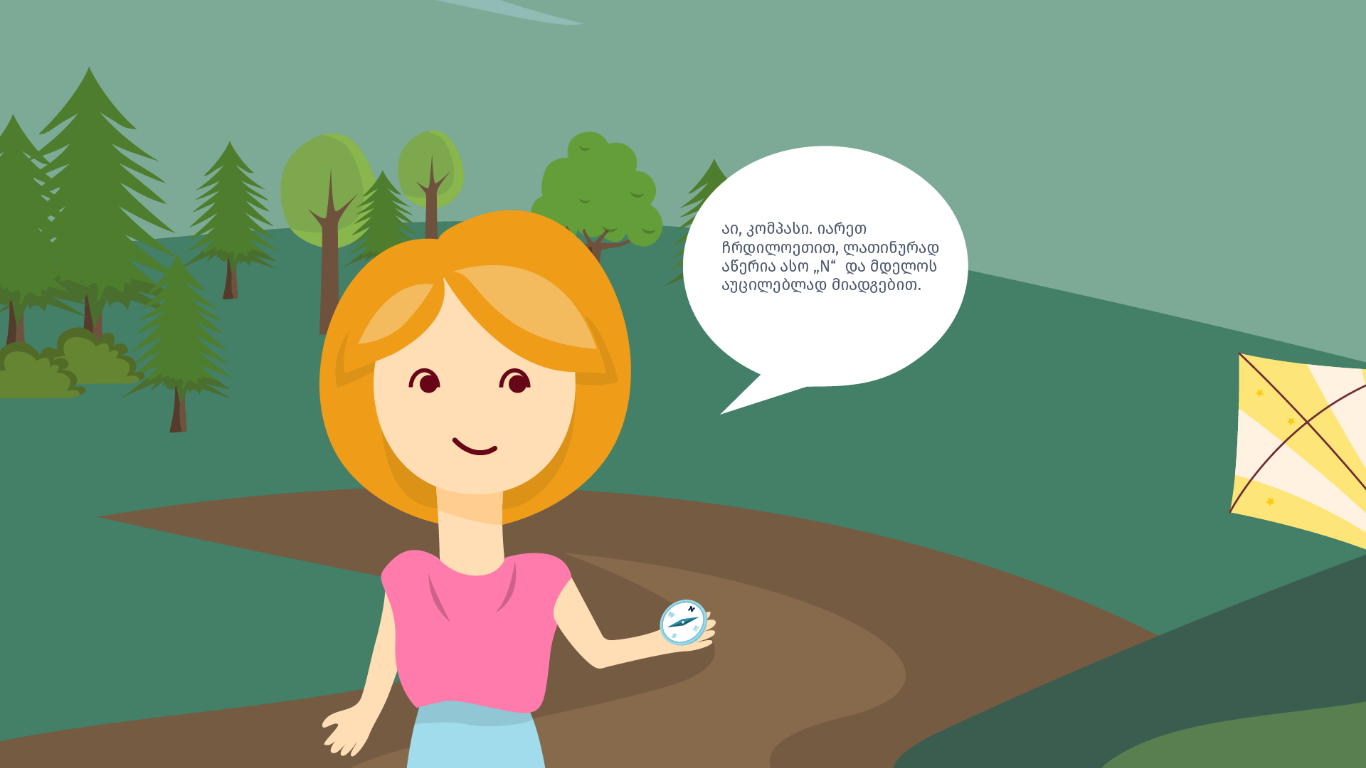 აი, კომპასი. იარეთ
ჩრდილოეთით, ლათინურად
აწერია ასო „N“ და მდელოს
აუცილებლად მიადგებით.
N